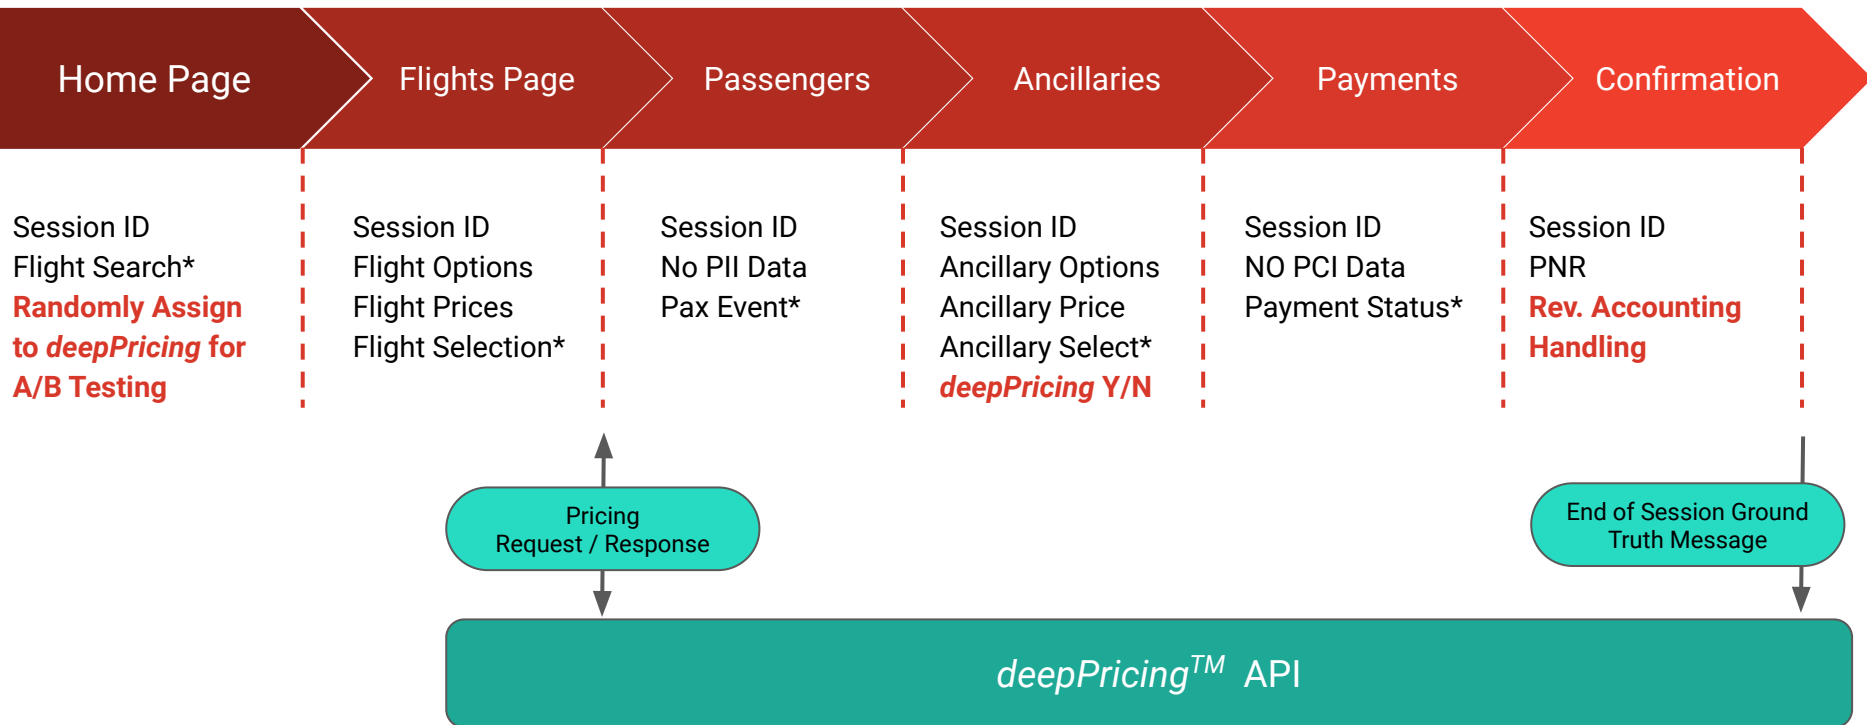 Home Page
Flights Page
Passengers
Ancillaries
Payments
Confirmation
Session ID
Flight Search*
Randomly Assign
to deepPricing for
A/B Testing
Session ID
Flight Options
Flight Prices
Flight Selection*
Session ID
No PII Data
Pax Event*
Session ID
Ancillary Options
Ancillary Price
Ancillary Select*
deepPricing Y/N
Session ID
NO PCI Data
Payment Status*
Session ID
PNR
Rev. Accounting
Handling
Pricing
Request / Response
End of Session Ground
Truth Message
deepPricing™ API